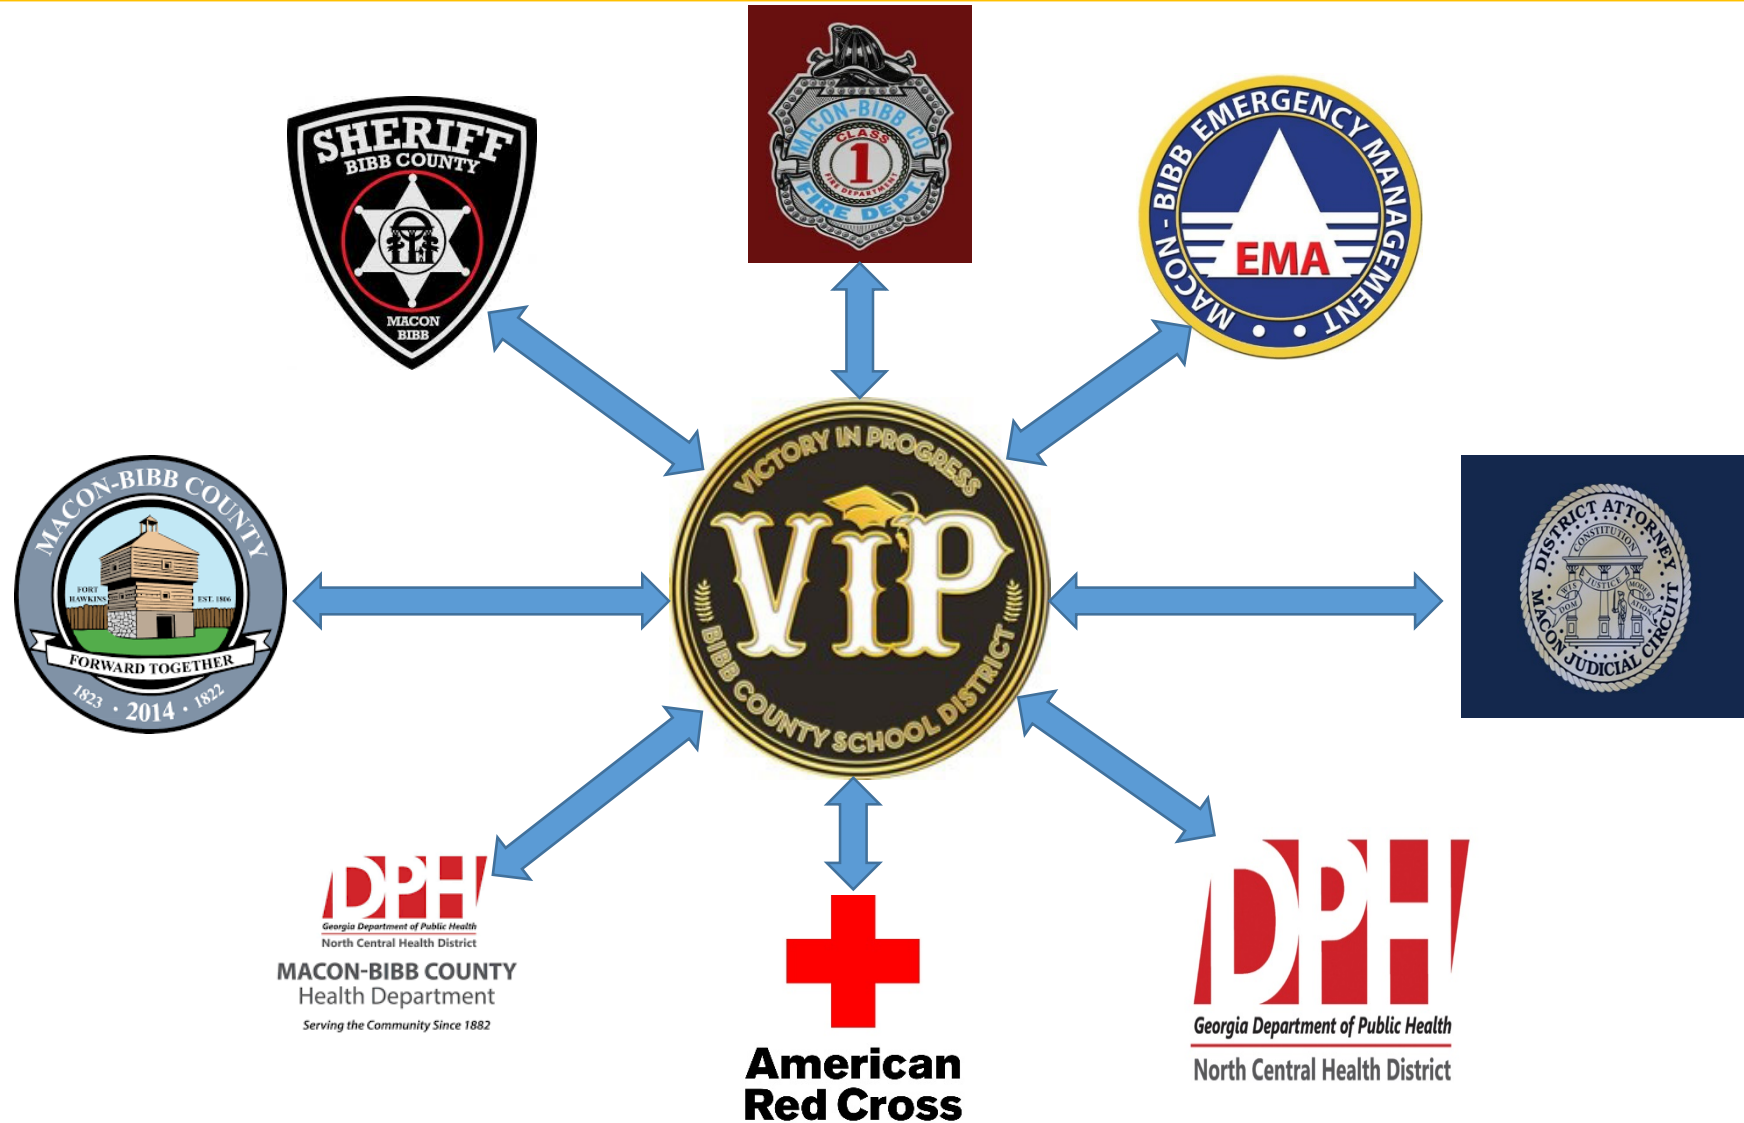 SHERIFF
BIBB COUNTY
MACON
BIBB
MACON-BIBB CO
CLASS
1
FIRE DEPARTMENT
FIRE DEPT.
MACON - BIBB EMERGENCY MANAGEMENT
EMA
MACON-BIBB COUNTY
FORT
HAWKINS
EST. 1806
FORWARD TOGETHER
1823 · 2014 · 1822
VICTORY IN PROGRESS
ViP
BIBB COUNTY SCHOOL DISTRICT
DISTRICT ATTORNEY
CONSTITUTION
WIS
DOM
JUSTICE
MODER
ATION
MACON JUDICIAL CIRCUIT
DPH
Georgia Department of Public Health
North Central Health District
MACON-BIBB COUNTY
Health Department
Serving the Community Since 1882
American
Red Cross
DPH
Georgia Department of Public Health
North Central Health District